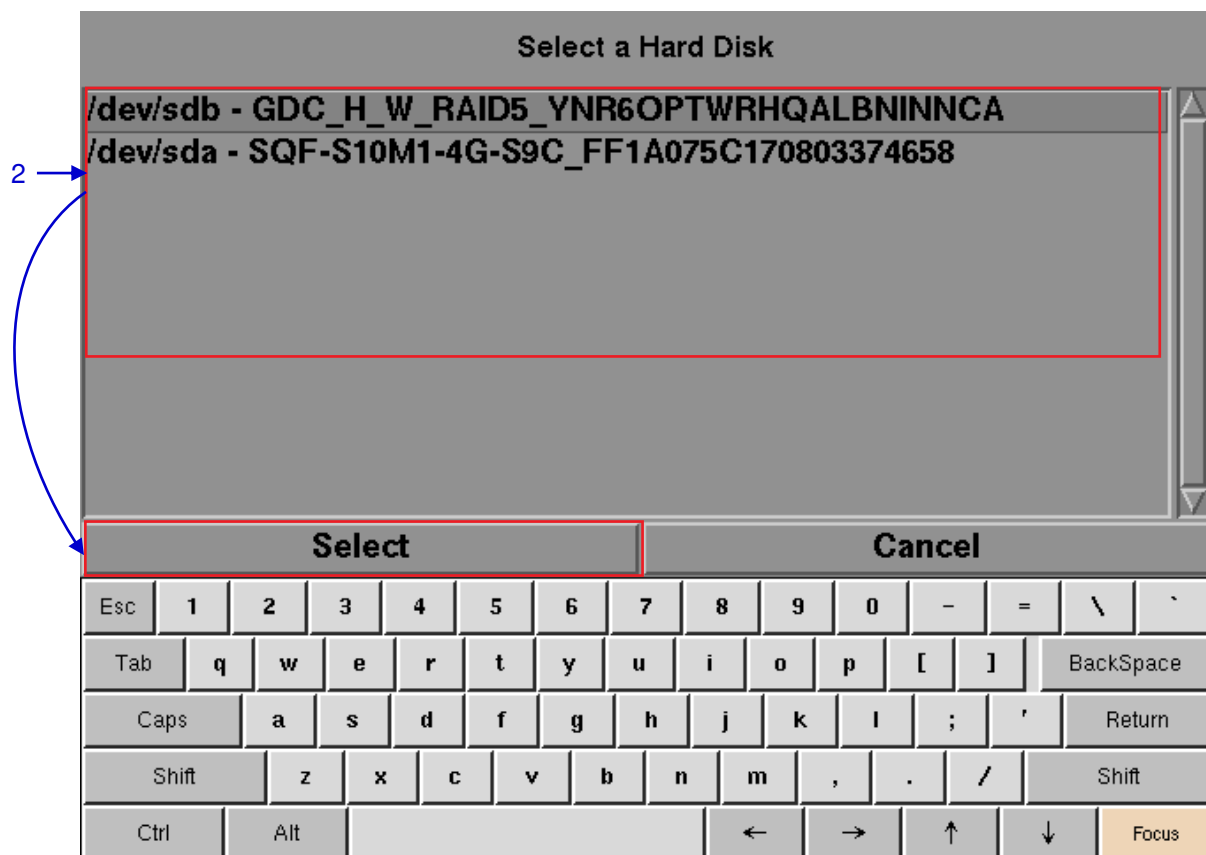 Select a Hard Disk
/dev/sdb - GDC_H_W_RAID5_YNR6OPTWRHQALBNINNCA
/dev/sda - SQF-S10M1-4G-S9C_FF1A075C170803374658
2
Select Cancel
Esc 1 2 3 4 5 6 7 8 9 0 - = \ `
Tab q w e r t y u i o p [ ] BackSpace
Caps a s d f g h j k l ; ' Return
Shift z x c v b n m , . / Shift
Ctrl Alt ← → ↑ ↓ Focus